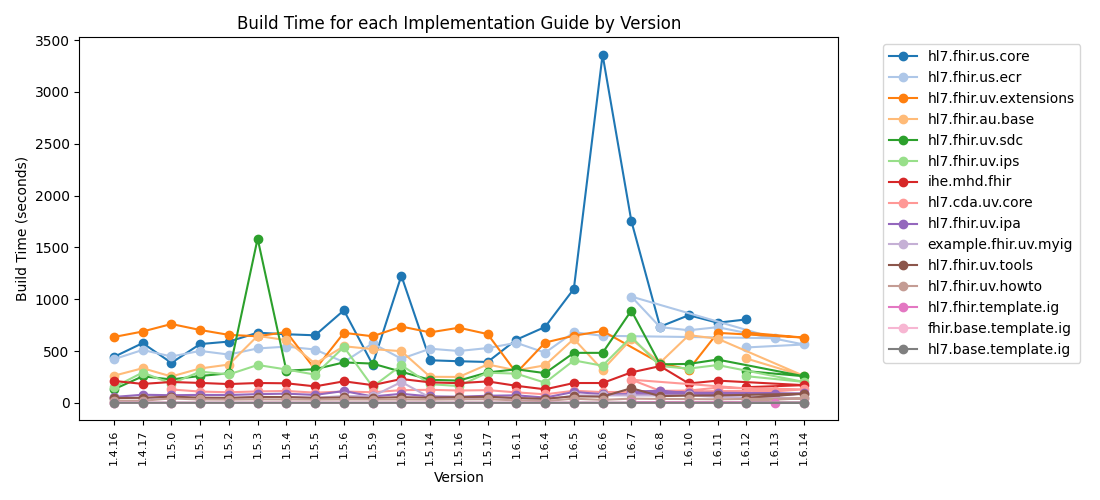 Build Time for each Implementation Guide by Version
Build Time (seconds)
3500
3000
2500
2000
1500
1000
500
0
1.4.16
1.4.17
1.5.0
1.5.1
1.5.2
1.5.3
1.5.4
1.5.5
1.5.6
1.5.9
1.5.10
1.5.14
1.5.16
1.5.17
1.6.1
1.6.4
1.6.5
1.6.6
1.6.7
1.6.8
1.6.10
1.6.11
1.6.12
1.6.13
1.6.14
Version
hl7.fhir.us.core
hl7.fhir.us.ecr
hl7.fhir.uv.extensions
hl7.fhir.au.base
hl7.fhir.uv.sdc
hl7.fhir.uv.ips
ihe.mhd.fhir
hl7.cda.uv.core
hl7.fhir.uv.ipa
example.fhir.uv.myig
hl7.fhir.uv.tools
hl7.fhir.uv.howto
hl7.fhir.template.ig
fhir.base.template.ig
hl7.base.template.ig